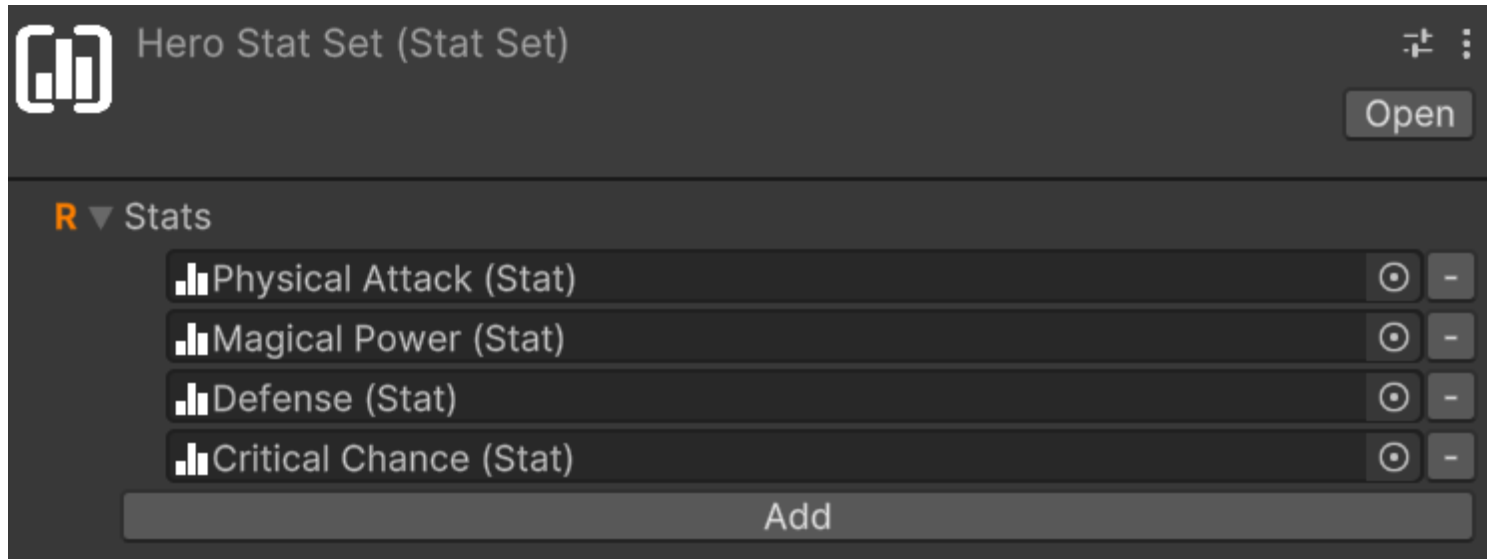 Hero Stat Set (Stat Set)
Open
R Stats
Physical Attack (Stat)
-
Magical Power (Stat)
-
Defense (Stat)
-
Critical Chance (Stat)
-
Add